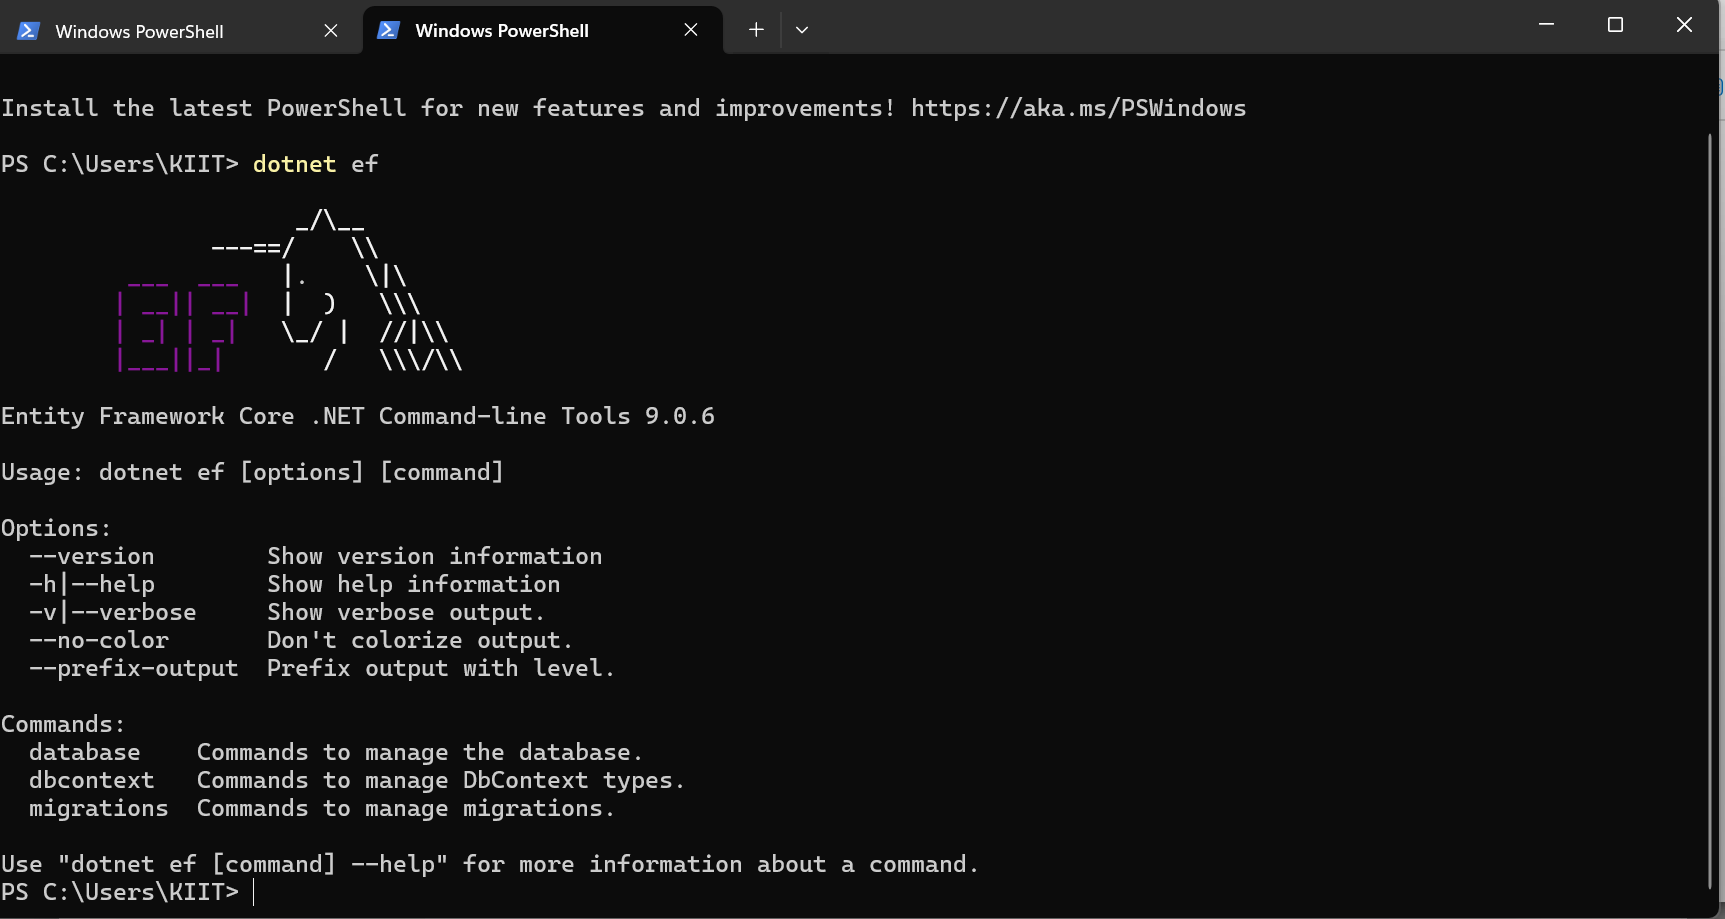 Windows PowerShell
Windows PowerShell
Install the latest PowerShell for new features and improvements! https://aka.ms/PSWindows
PS C:\Users\KIIT> dotnet ef
                     _/\__
               ---==/    \\
         ___  ___   |.    \|\
        | __|| __|  |  )   \\\
        | _| | _|   \_/ |  //|\\
        |___||_|       /   \\\/\\
Entity Framework Core .NET Command-line Tools 9.0.6
Usage: dotnet ef [options] [command]
Options:
  --version        Show version information
  -h|--help        Show help information
  -v|--verbose     Show verbose output.
  --no-color       Don't colorize output.
  --prefix-output  Prefix output with level.
Commands:
  database    Commands to manage the database.
  dbcontext   Commands to manage DbContext types.
  migrations  Commands to manage migrations.
Use "dotnet ef [command] --help" for more information about a command.
PS C:\Users\KIIT>